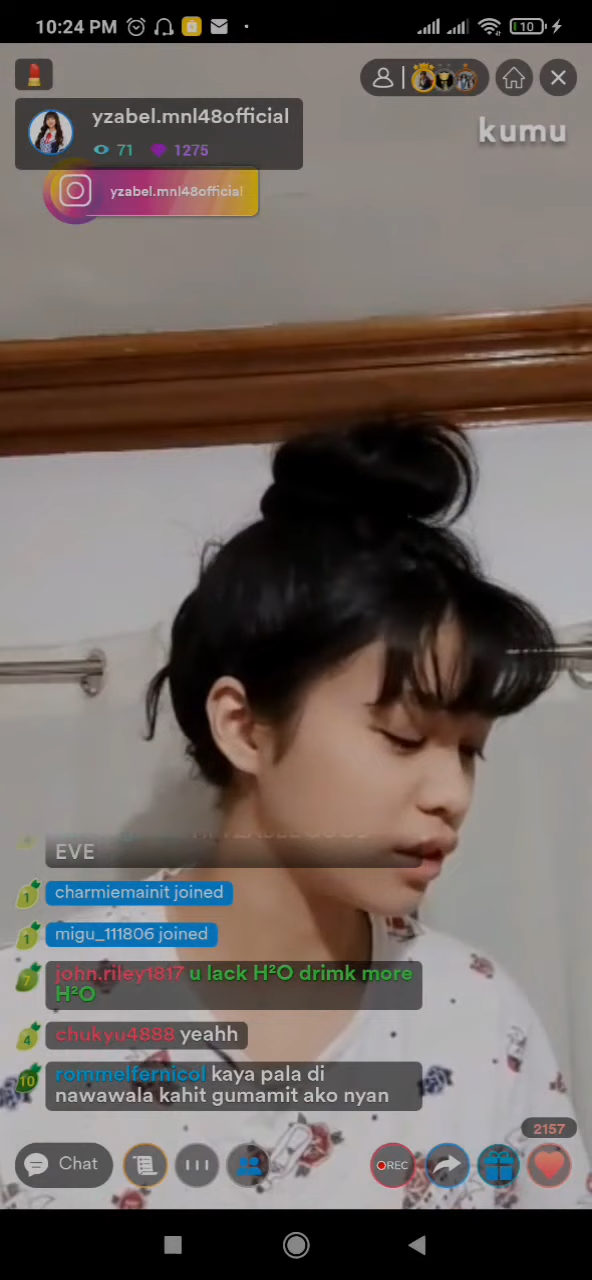 10:24 PM
10
yzabel.mnl48official
71 1275
kumu
yzabel.mnl48official
EVE
1 charmiemainit joined
1 migu_111806 joined
7 john.riley1817 u lack H²O drimk more
H²O
4 chukyu4888 yeahh
10 rommelfernicol kaya pala di
nawawala kahit gumamit ako nyan
2157
Chat
REC